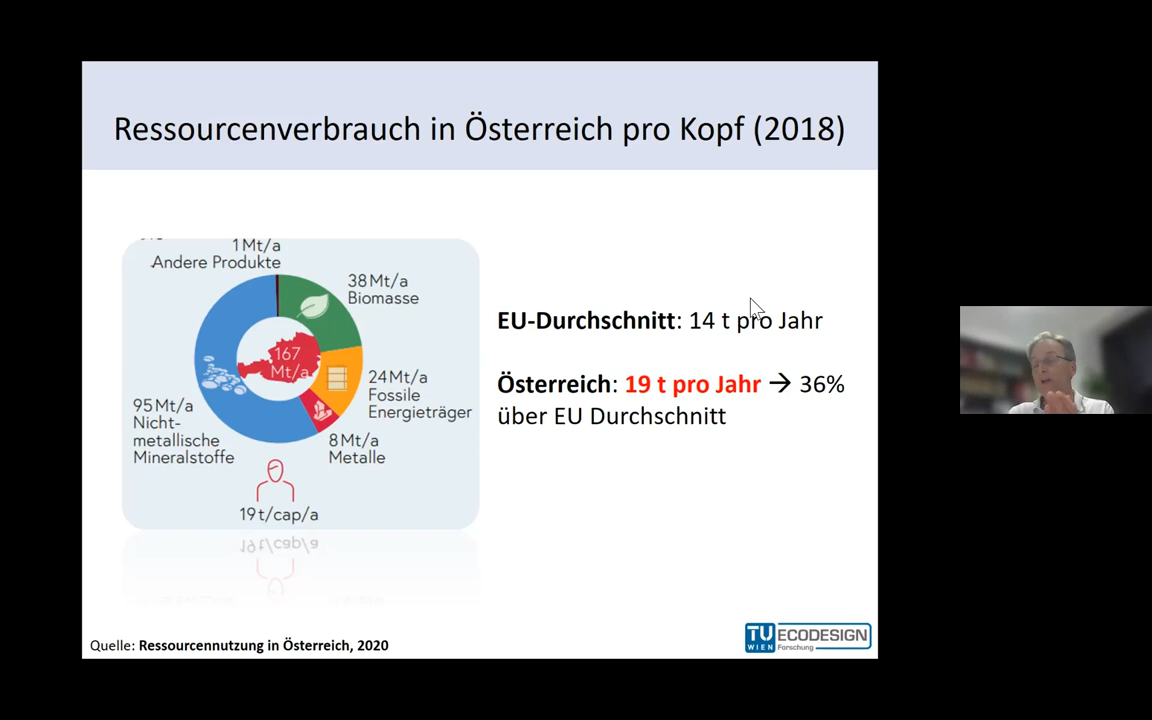 Ressourcenverbrauch in Österreich pro Kopf (2018)
1 Mt/a
Andere Produkte
38 Mt/a
Biomasse
167
Mt/a
24 Mt/a
Fossile
Energieträger
95 Mt/a
Nicht-
metallische
Mineralstoffe
8 Mt/a
Metalle
19 t/cap/a
EU-Durchschnitt: 14 t pro Jahr
Österreich: 19 t pro Jahr → 36%
über EU Durchschnitt
Quelle: Ressourcennutzung in Österreich, 2020
TU
WIEN
ECODESIGN
Forschung